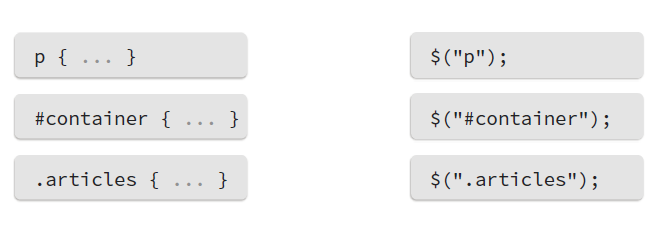 p { ... }
$("p");
#container { ... }
$("#container");
.articles { ... }
$(".articles");